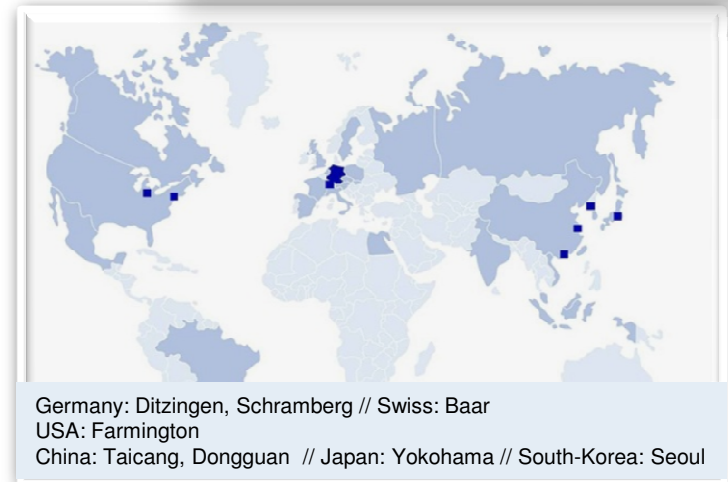 Germany: Ditzingen, Schramberg // Swiss: Baar
USA: Farmington
China: Taicang, Dongguan // Japan: Yokohama // South-Korea: Seoul